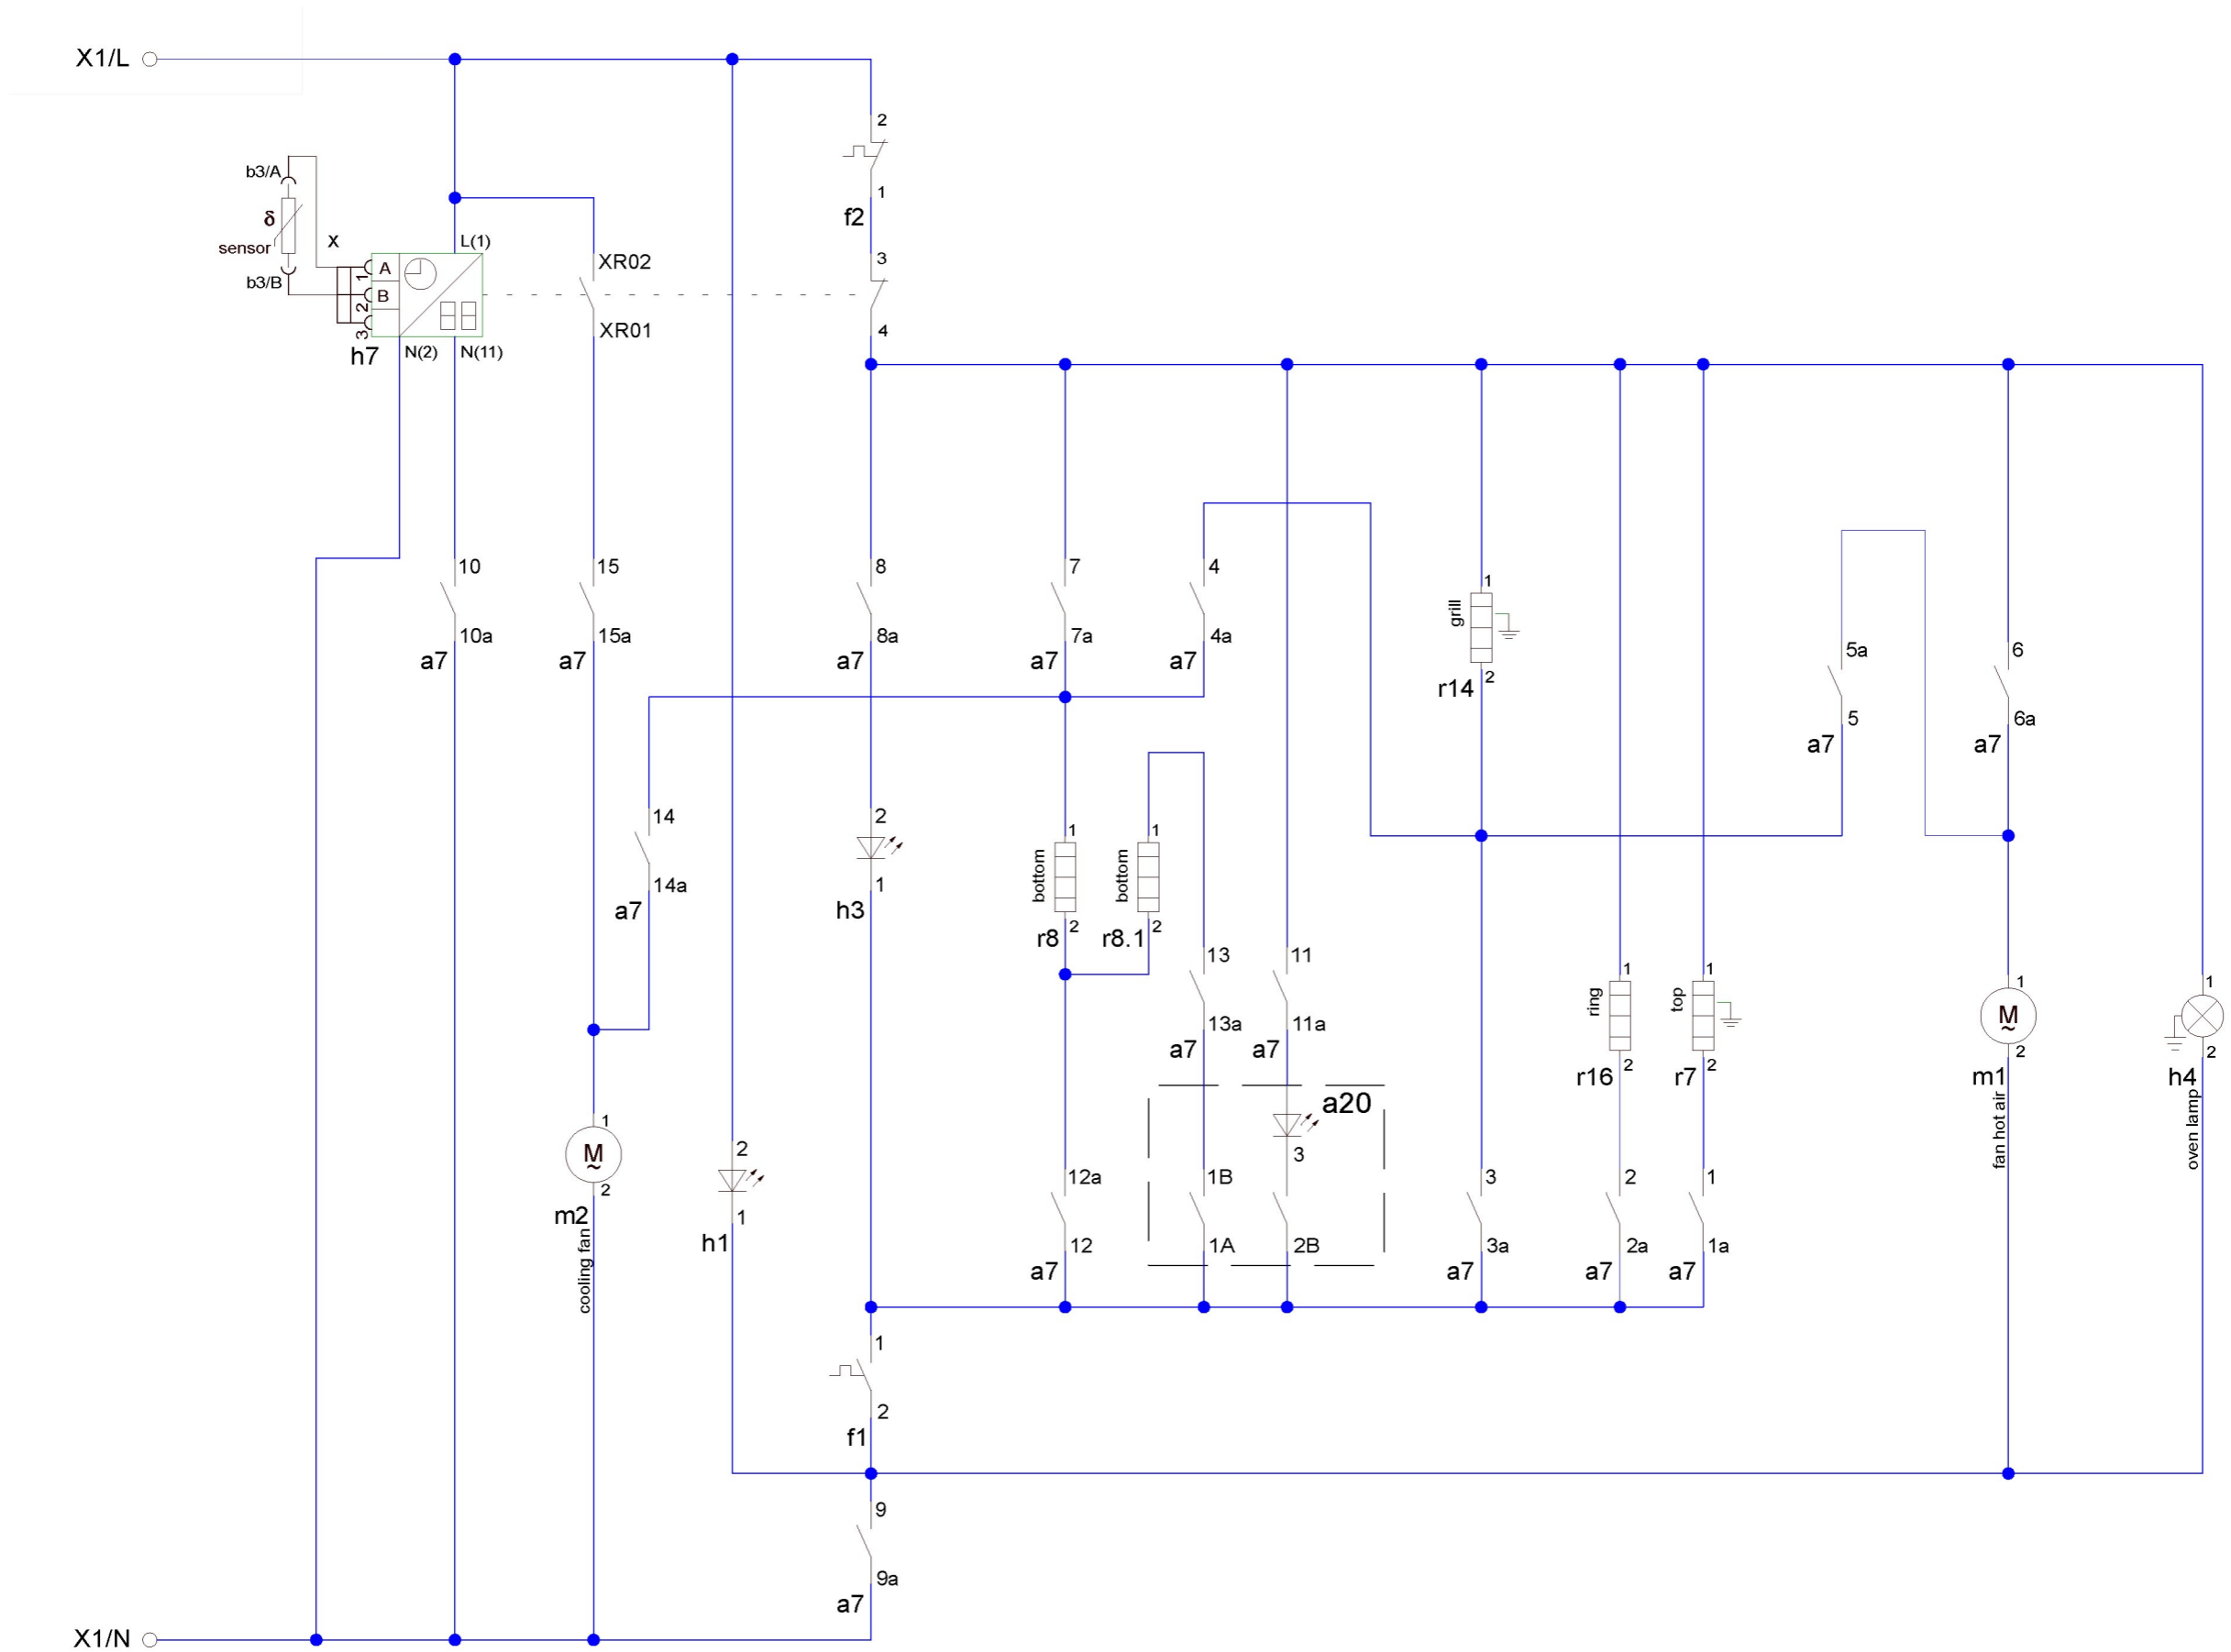 X1/L
2
b3/A
1
f2
δ
sensor
X
L(1)
XR02
3
b3/B
1
A
2
B
3
XR01
4
h7
N(2)
N(11)
10
15
8
7
4
1
grill
10a
15a
8a
7a
4a
a7
a7
a7
a7
a7
2
r14
5a
6
5
6a
a7
a7
14
2
1
1
bottom
bottom
14a
1
a7
h3
2
2
r8
r8.1
13
11
1
1
1
1
ring
top
13a
11a
M
~
a7
a7
2
2
2
2
r16
r7
m1
h4
fan hot air
oven lamp
a20
1
M
~
2
m2
cooling fan
2
3
1
h1
12a
1B
3
2
1
12
1A
2B
3a
2a
1a
a7
a7
a7
a7
1
2
f1
9
9a
a7
X1/N